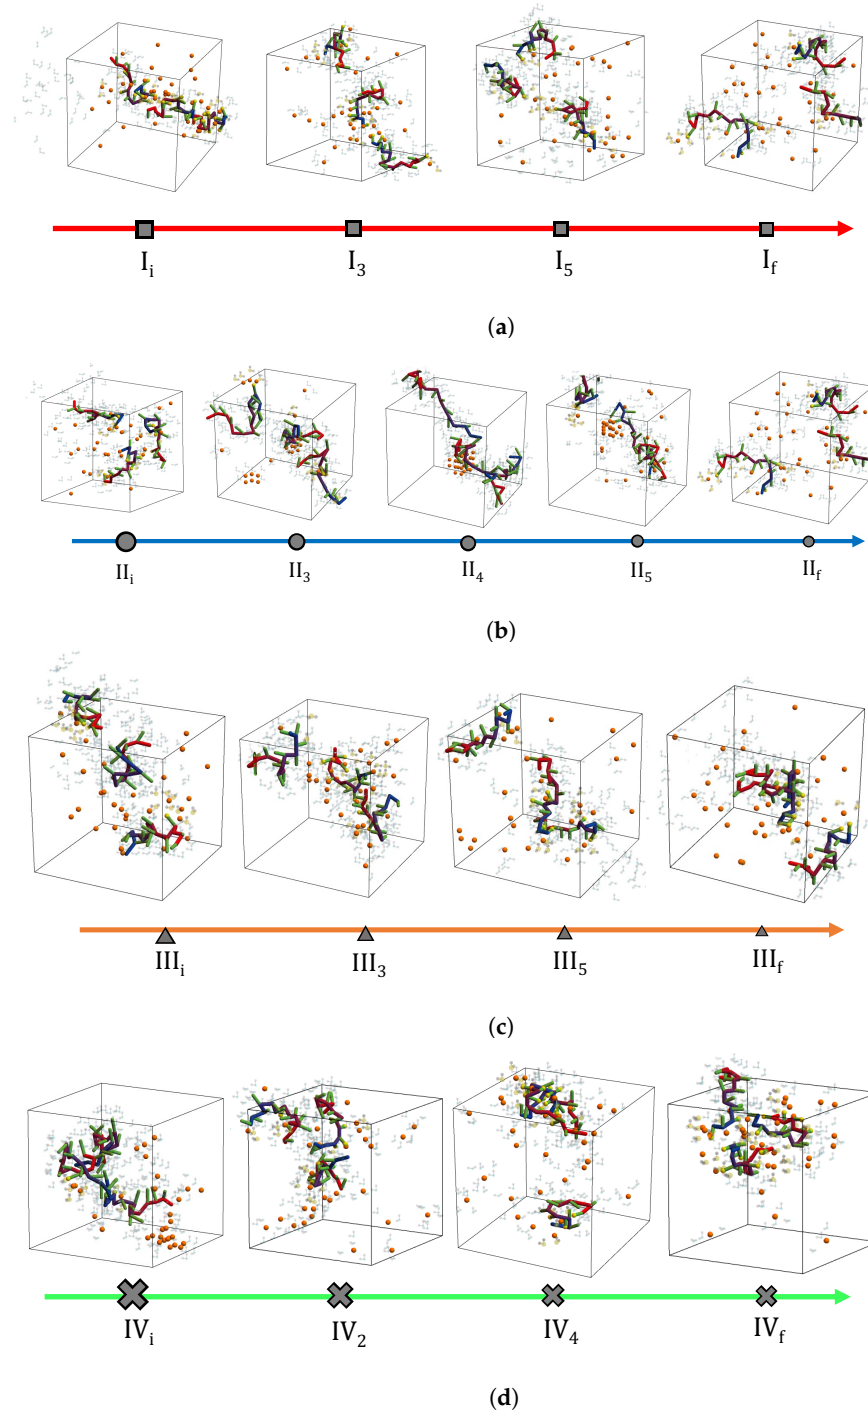 I_i I_3 I_5 I_f
(a)
II_i II_3 II_4 II_5 II_f
(b)
III_i III_3 III_5 III_f
(c)
IV_i IV_2 IV_4 IV_f
(d)